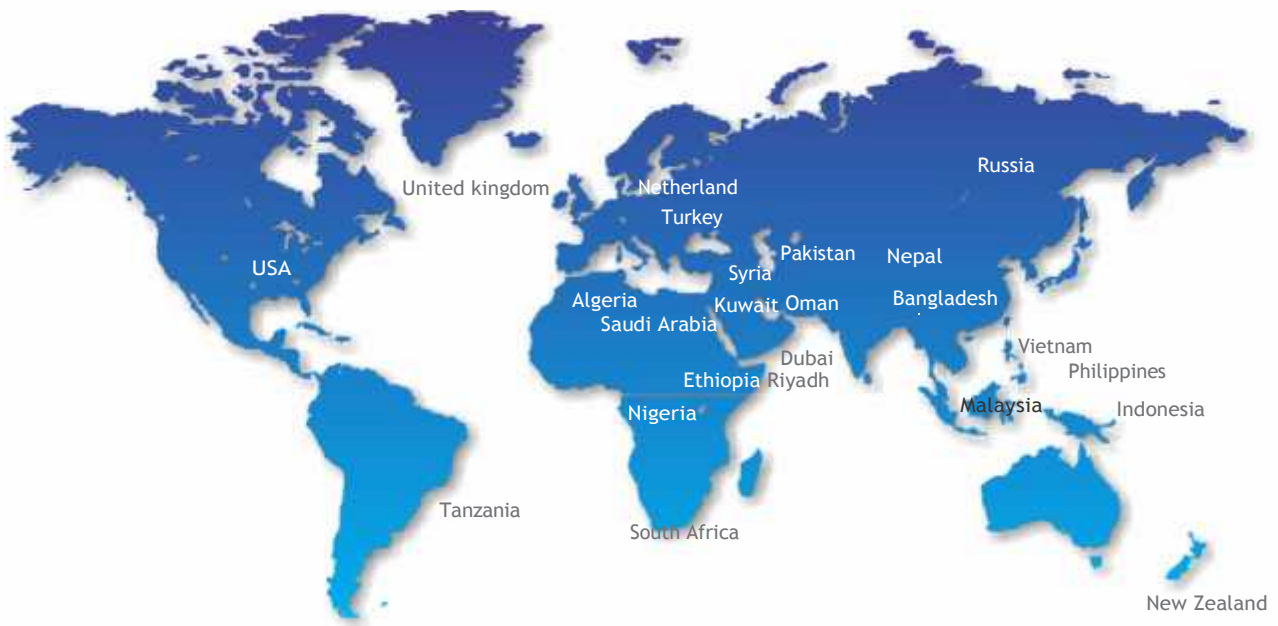 Russia
United kingdom
Netherland
Turkey
Pakistan
Nepal
USA
Syria
Algeria
Kuwait
Oman
Bangladesh
Saudi Arabia
Vietnam
Dubai
Philippines
Ethiopia
Riyadh
Malaysia
Indonesia
Nigeria
Tanzania
South Africa
New Zealand